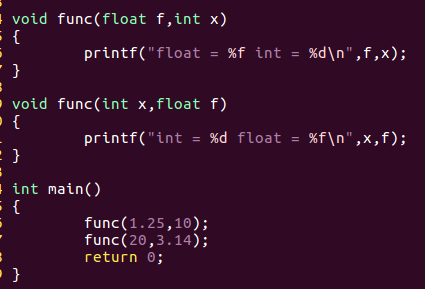 void func(float f,int x)
{
        printf("float = %f int = %d\n",f,x);
}

void func(int x,float f)
{
        printf("int = %d float = %f\n",x,f);
}

int main()
{
        func(1.25,10);
        func(20,3.14);
        return 0;
}